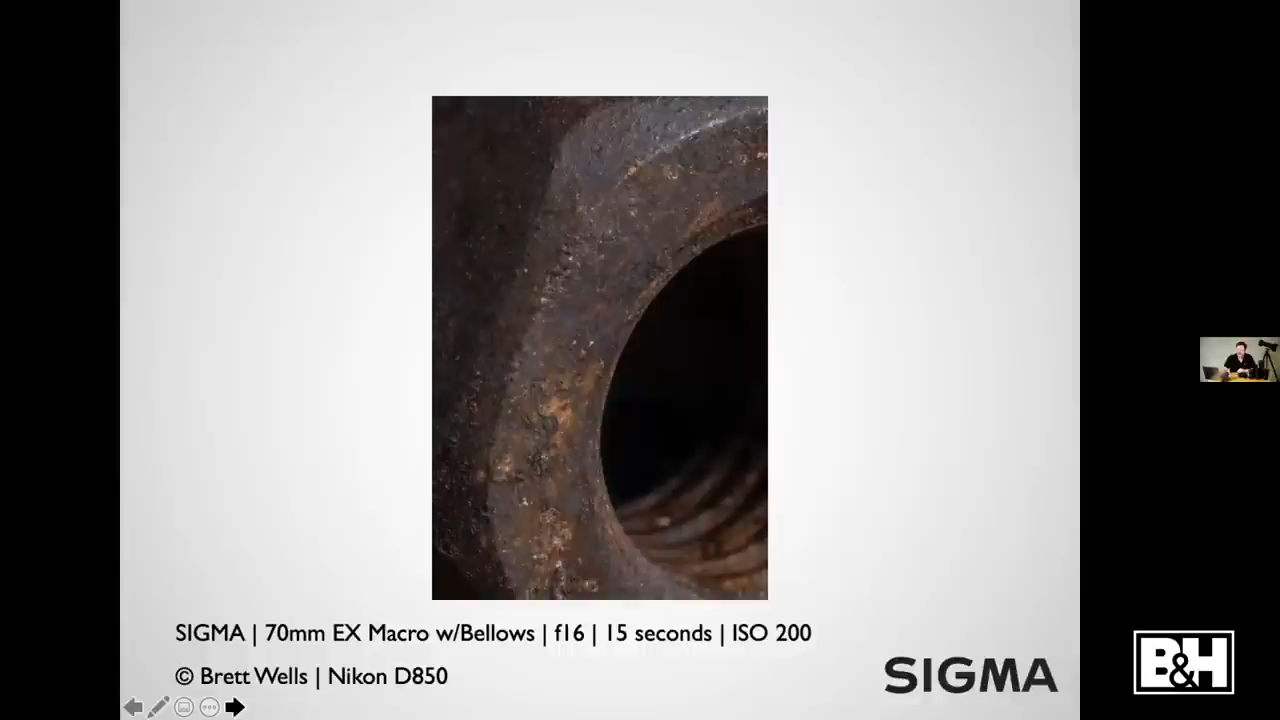 SIGMA | 70mm EX Macro w/Bellows | f16 | 15 seconds | ISO 200
© Brett Wells | Nikon D850
SIGMA
B&H